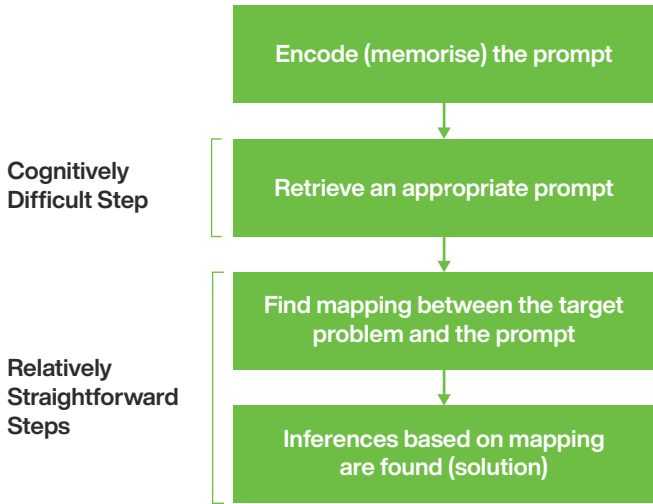 Encode (memorise) the prompt
Cognitively
Difficult Step
Retrieve an appropriate prompt
Find mapping between the target
problem and the prompt
Relatively
Straightforward
Steps
Inferences based on mapping
are found (solution)